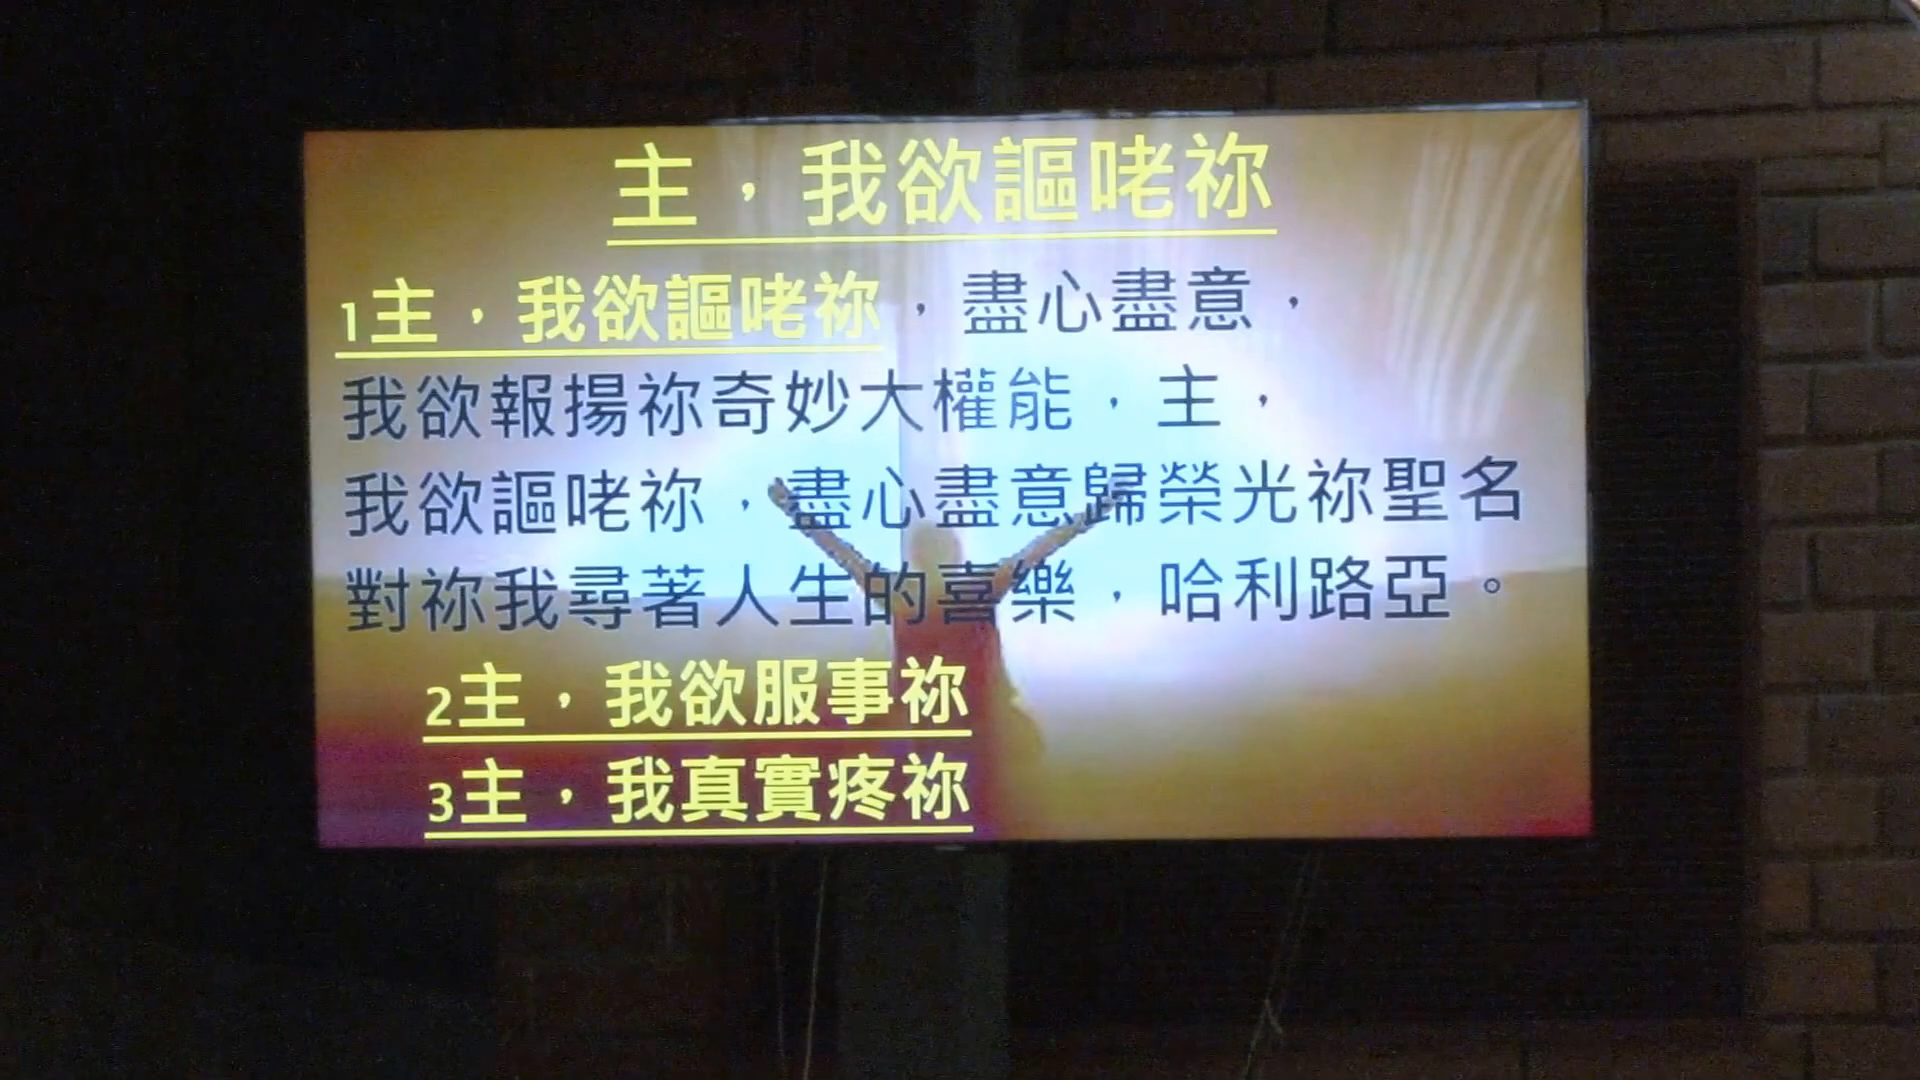 主，我欲謳咾祢
1主，我欲謳咾祢，盡心盡意，
我欲報揚祢奇妙大權能，主，
我欲謳咾祢，盡心盡意歸榮光祢聖名
對祢我尋著人生的喜樂，哈利路亞。
2主，我欲服事祢
3主，我真實疼祢